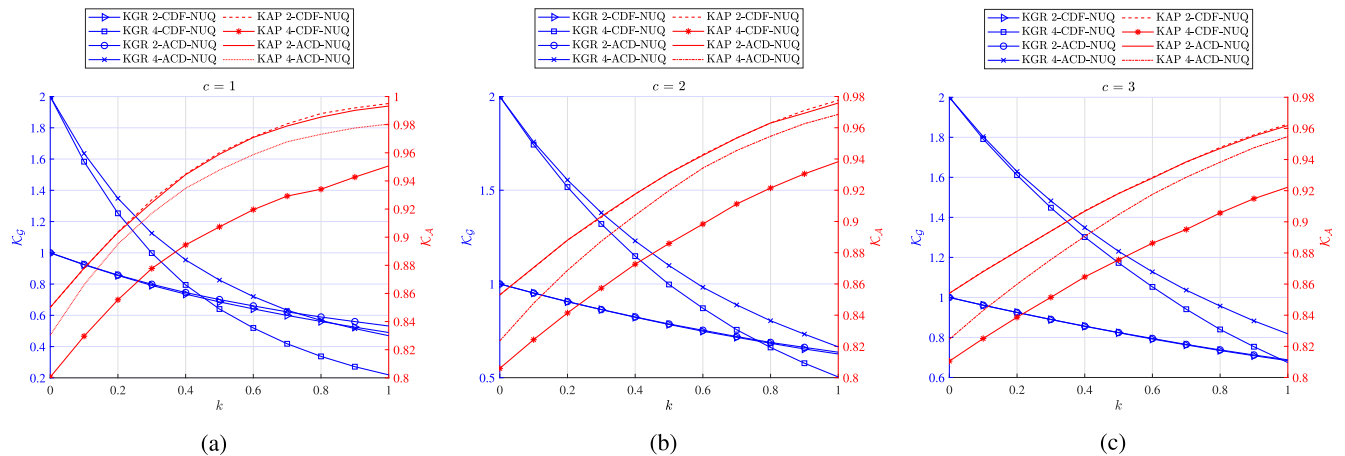 KGR 2-CDF-NUQ KAP 2-CDF-NUQ
KGR 4-CDF-NUQ KAP 4-CDF-NUQ
KGR 2-ACD-NUQ KAP 2-ACD-NUQ
KGR 4-ACD-NUQ KAP 4-ACD-NUQ
c = 1
2
1.8
1.6
1.4
1.2
1
0.8
0.6
0.4
0.2
𝒦_𝒢
1
0.98
0.96
0.94
0.92
0.9
0.88
0.86
0.84
0.82
0.8
𝒦_𝒜
0 0.2 0.4 0.6 0.8 1
k
(a)
KGR 2-CDF-NUQ KAP 2-CDF-NUQ
KGR 4-CDF-NUQ KAP 4-CDF-NUQ
KGR 2-ACD-NUQ KAP 2-ACD-NUQ
KGR 4-ACD-NUQ KAP 4-ACD-NUQ
c = 2
2
1.5
1
0.5
𝒦_𝒢
0.98
0.96
0.94
0.92
0.9
0.88
0.86
0.84
0.82
0.8
𝒦_𝒜
0 0.2 0.4 0.6 0.8 1
k
(b)
KGR 2-CDF-NUQ KAP 2-CDF-NUQ
KGR 4-CDF-NUQ KAP 4-CDF-NUQ
KGR 2-ACD-NUQ KAP 2-ACD-NUQ
KGR 4-ACD-NUQ KAP 4-ACD-NUQ
c = 3
2
1.8
1.6
1.4
1.2
1
0.8
0.6
𝒦_𝒢
0.98
0.96
0.94
0.92
0.9
0.88
0.86
0.84
0.82
0.8
𝒦_𝒜
0 0.2 0.4 0.6 0.8 1
k
(c)